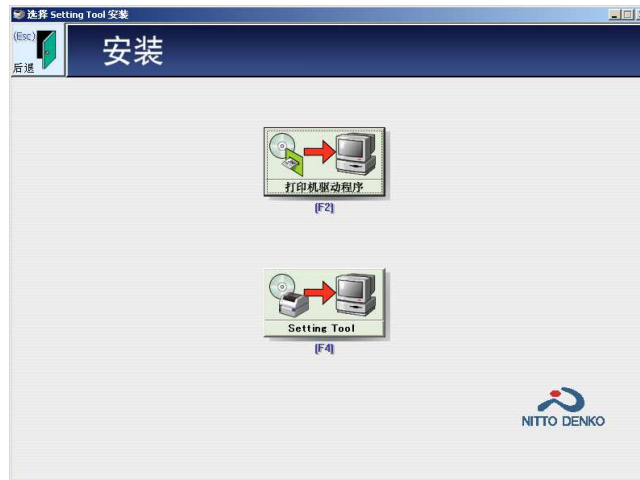 选择 Setting Tool 安装
(Esc)
后退
安装
打印机驱动程序
(F2)
Setting Tool
(F4)
NITTO DENKO